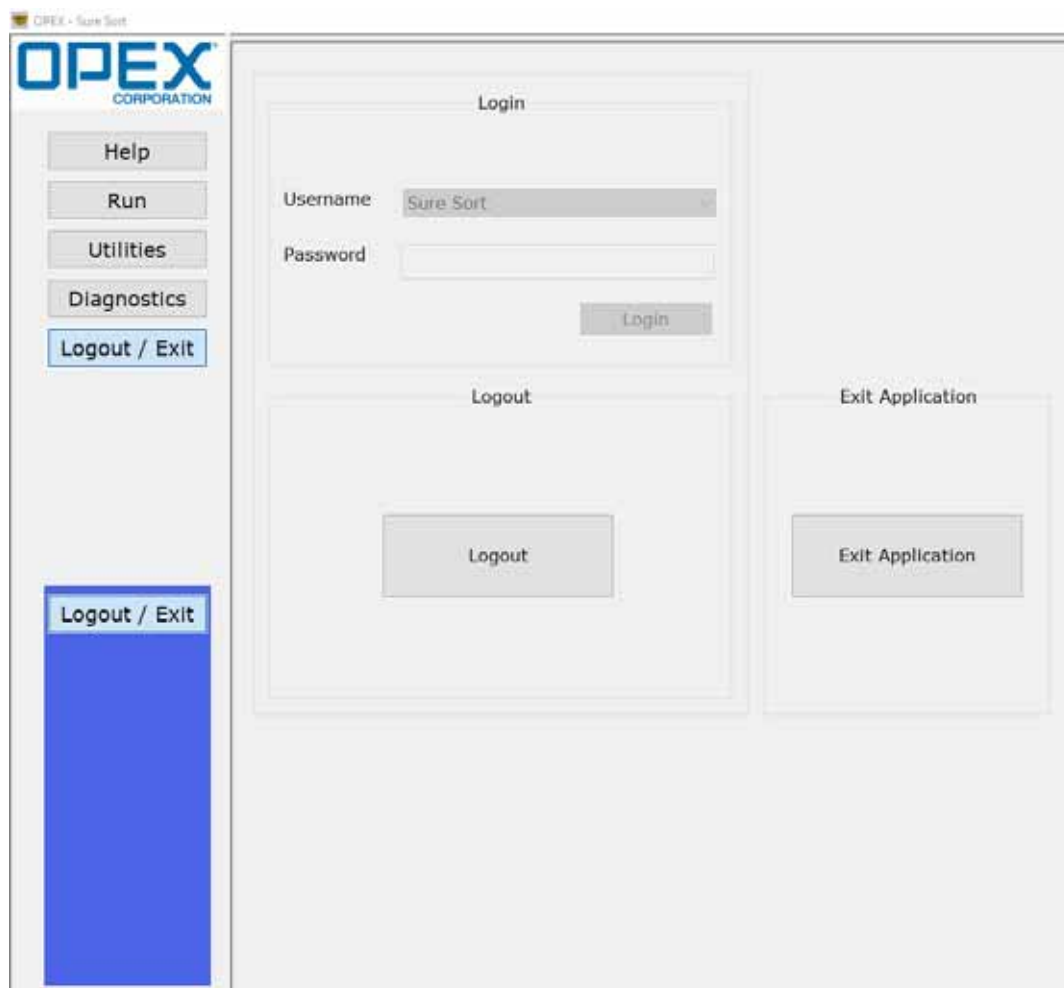 OPEX - Sure Sort
OPEX
CORPORATION
Help
Run
Utilities
Diagnostics
Logout / Exit
Logout / Exit
Login
Username
Sure Sort
Password
Login
Logout
Logout
Exit Application
Exit Application